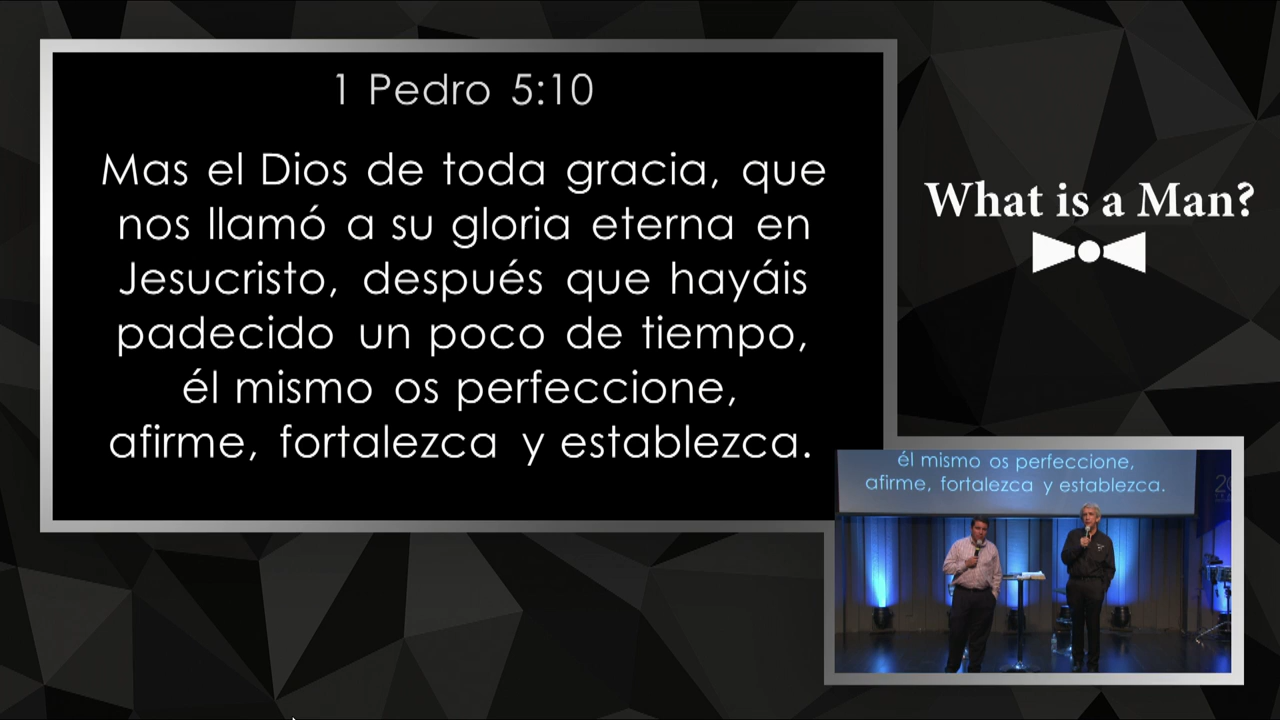 1 Pedro 5:10
Mas el Dios de toda gracia, que
nos llamó a su gloria eterna en
Jesucristo, después que hayáis
padecido un poco de tiempo,
él mismo os perfeccione,
afirme, fortalezca y establezca.
What is a Man?
él mismo os perfeccione,
afirme, fortalezca y establezca.